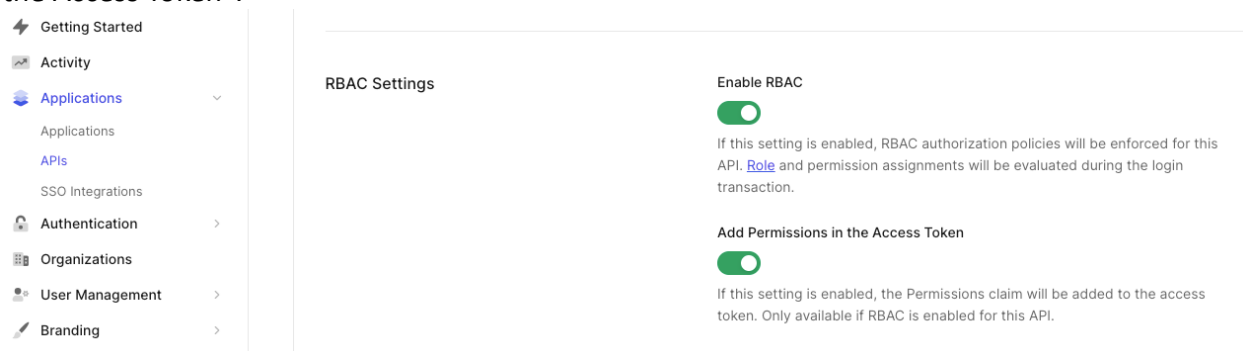 the Access Token".
Getting Started
Activity
Applications
Applications
APIs
SSO Integrations
Authentication
Organizations
User Management
Branding
RBAC Settings
Enable RBAC
If this setting is enabled, RBAC authorization policies will be enforced for this
API. Role and permission assignments will be evaluated during the login
transaction.
Add Permissions in the Access Token
If this setting is enabled, the Permissions claim will be added to the access
token. Only available if RBAC is enabled for this API.